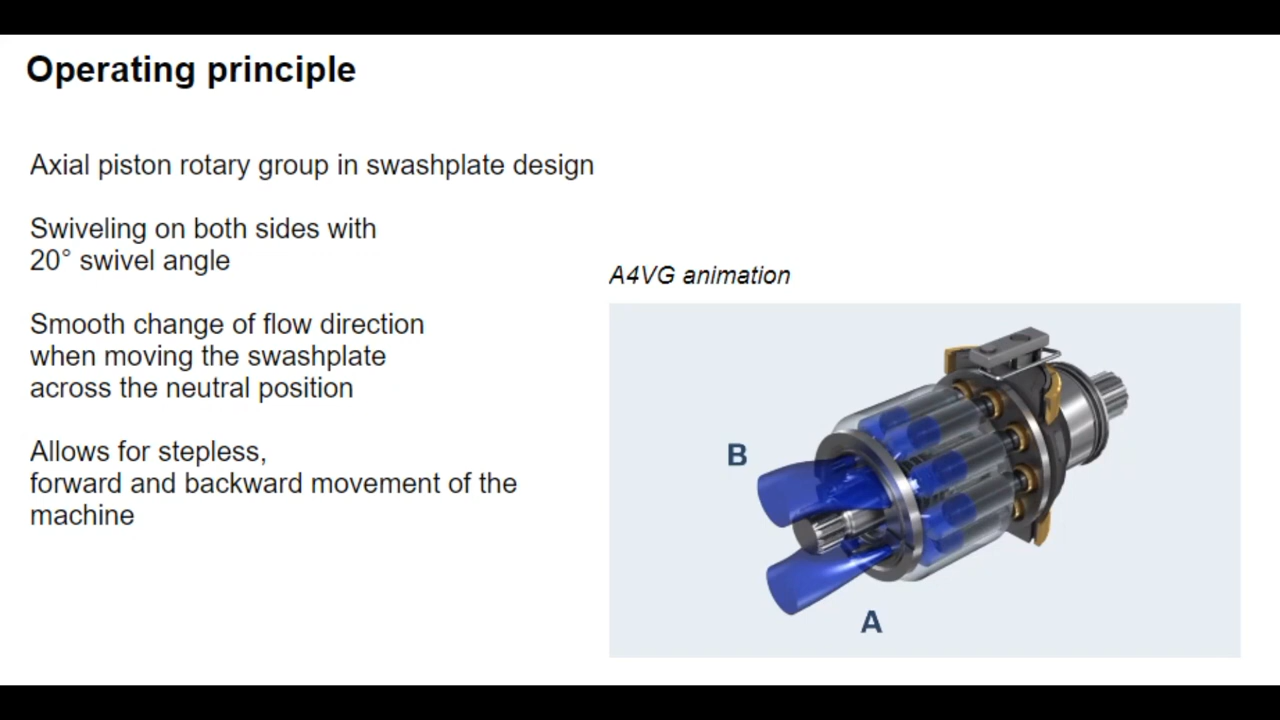 Operating principle
Axial piston rotary group in swashplate design
Swiveling on both sides with
20° swivel angle
Smooth change of flow direction
when moving the swashplate
across the neutral position
Allows for stepless,
forward and backward movement of the
machine
A4VG animation
B
A